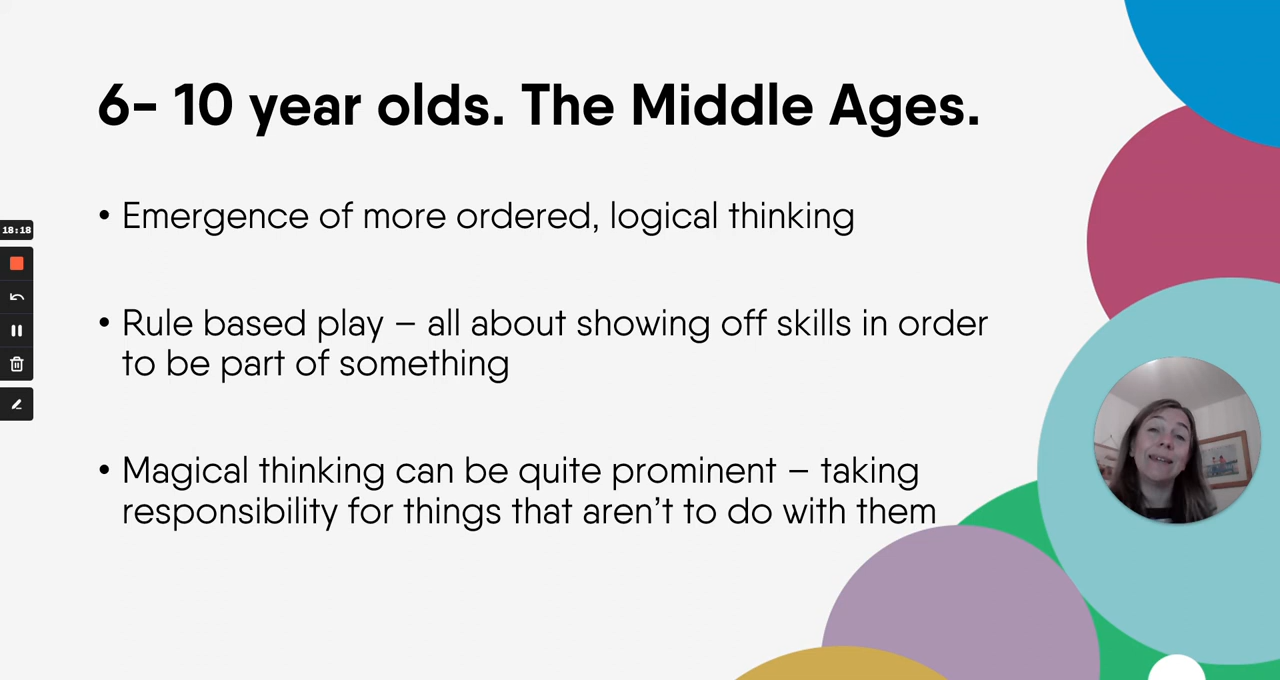 6- 10 year olds. The Middle Ages.
• Emergence of more ordered, logical thinking
18:18
• Rule based play – all about showing off skills in order
to be part of something
• Magical thinking can be quite prominent – taking
responsibility for things that aren’t to do with them